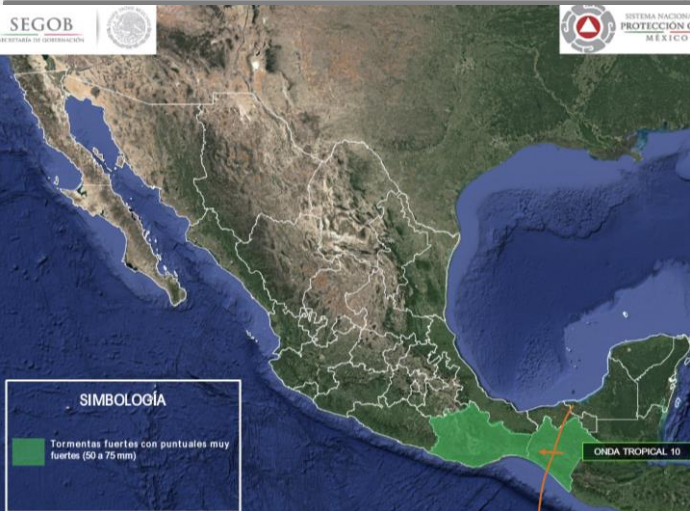 SEGOB
SECRETARÍA DE GOBERNACIÓN
SISTEMA NACIONAL
PROTECCIÓN
MÉXICO
SIMBOLOGÍA
Tormentas fuertes con puntuales muy
fuertes (50 a 75 mm)
ONDA TROPICAL 10